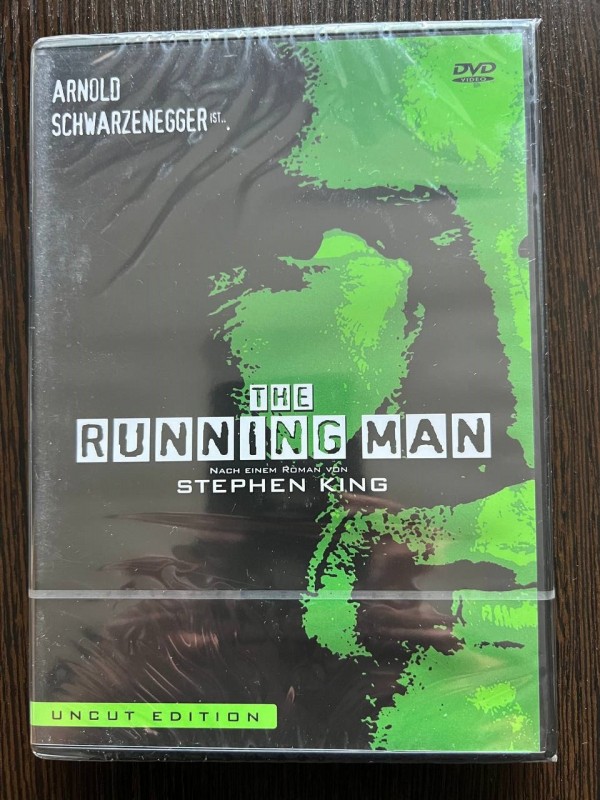 ARNOLD
SCHWARZENEGGER IST..
DVD
VIDEO
THE
RUNNING MAN
NACH EINEM ROMAN VON
STEPHEN KING
UNCUT EDITION